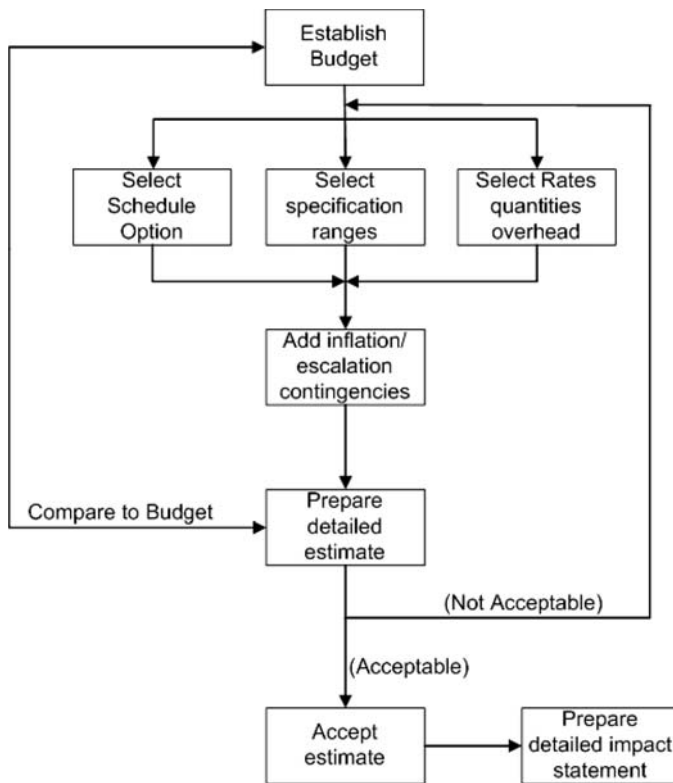 Establish
Budget
Select
Schedule
Option
Select
specification
ranges
Select Rates
quantities
overhead
Add inflation/
escalation
contingencies
Compare to Budget
Prepare
detailed
estimate
(Not Acceptable)
(Acceptable)
Accept
estimate
Prepare
detailed impact
statement